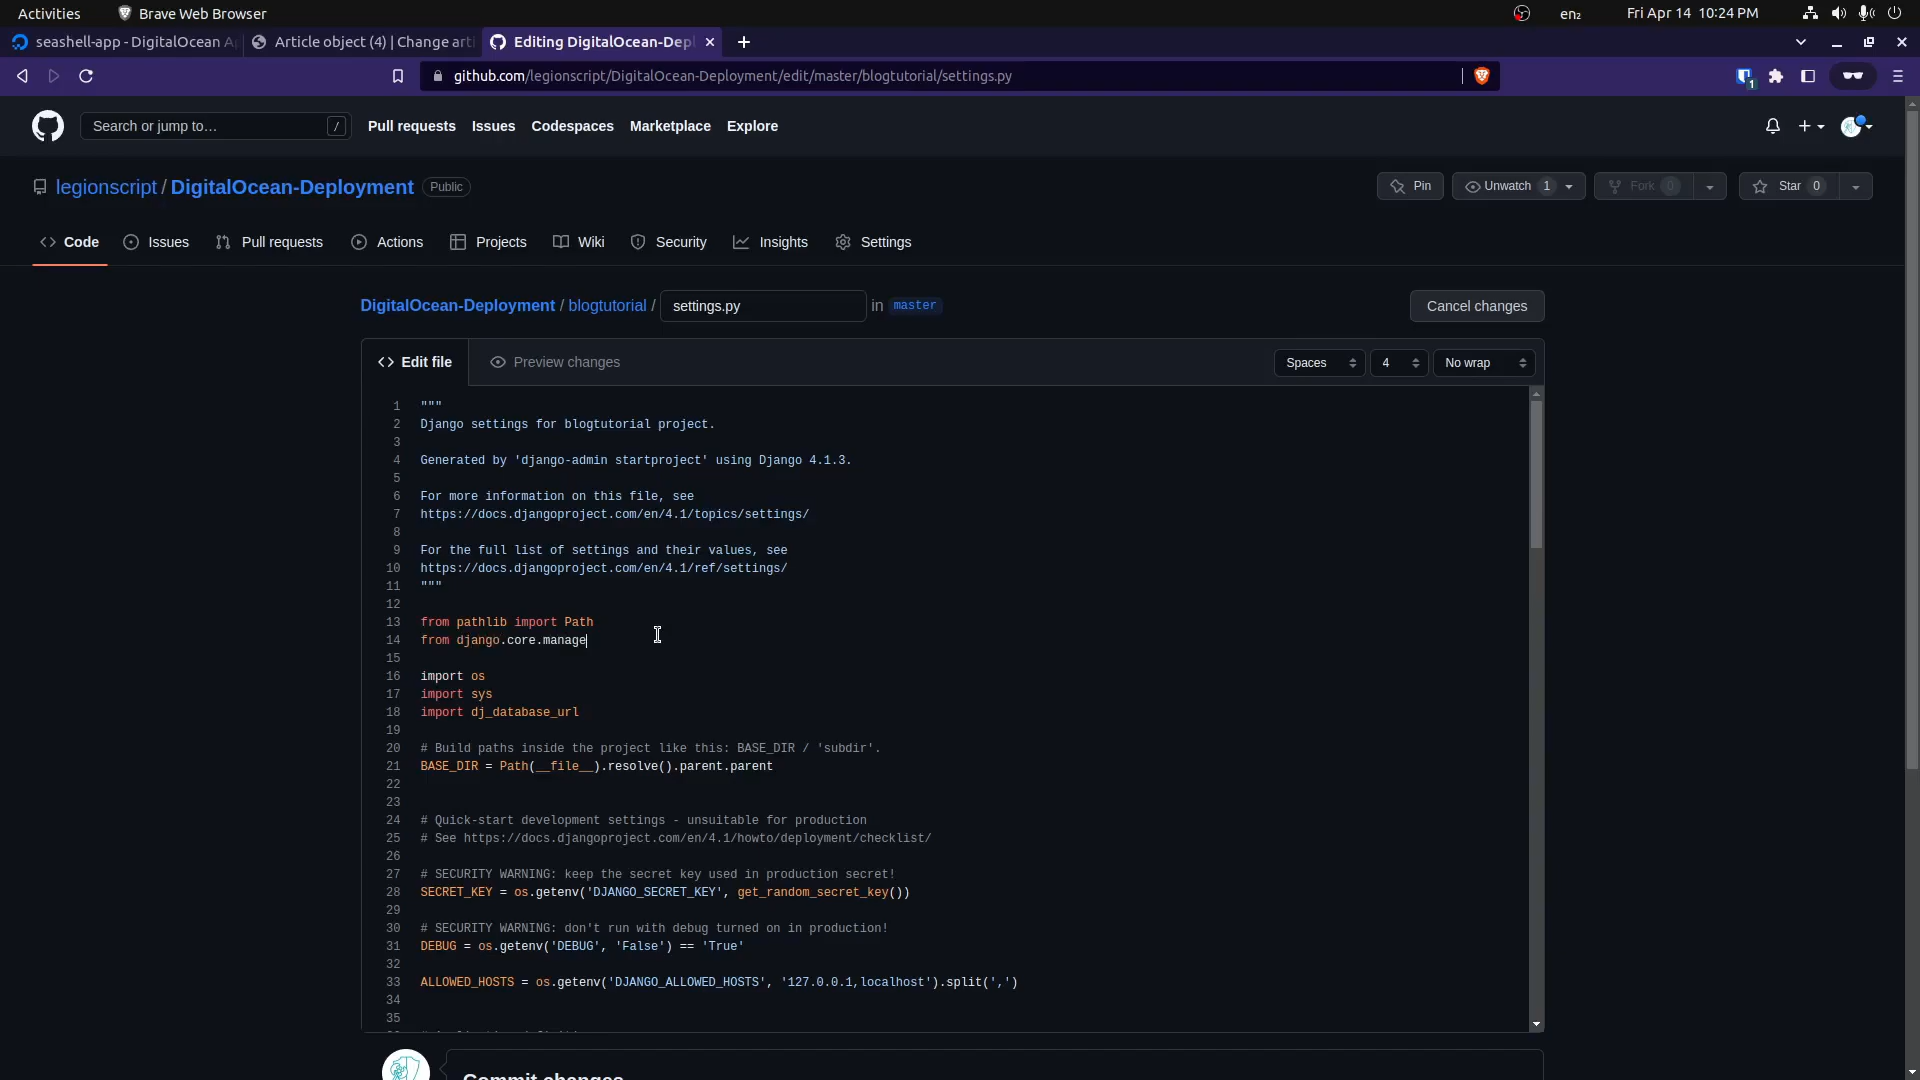 Activities
Brave Web Browser
en₂
Fri Apr 14 10:24 PM
seashell-app - DigitalOcean A
Article object (4) | Change art
Editing DigitalOcean-Depl
github.com/legionscript/DigitalOcean-Deployment/edit/master/blogtutorial/settings.py
1
Search or jump to…
/
Pull requests
Issues
Codespaces
Marketplace
Explore
legionscript / DigitalOcean-Deployment
Public
Pin
Unwatch 1
Fork 0
Star 0
Code
Issues
Pull requests
Actions
Projects
Wiki
Security
Insights
Settings
DigitalOcean-Deployment / blogtutorial / settings.py in master
Cancel changes
Edit file
Preview changes
Spaces
4
No wrap
1 """
2 Django settings for blogtutorial project.
3
4 Generated by 'django-admin startproject' using Django 4.1.3.
5
6 For more information on this file, see
7 https://docs.djangoproject.com/en/4.1/topics/settings/
8
9 For the full list of settings and their values, see
10 https://docs.djangoproject.com/en/4.1/ref/settings/
11 """
12
13 from pathlib import Path
14 from django.core.manage
15
16 import os
17 import sys
18 import dj_database_url
19
20 # Build paths inside the project like this: BASE_DIR / 'subdir'.
21 BASE_DIR = Path(__file__).resolve().parent.parent
22
23
24 # Quick-start development settings - unsuitable for production
25 # See https://docs.djangoproject.com/en/4.1/howto/deployment/checklist/
26
27 # SECURITY WARNING: keep the secret key used in production secret!
28 SECRET_KEY = os.getenv('DJANGO_SECRET_KEY', get_random_secret_key())
29
30 # SECURITY WARNING: don't run with debug turned on in production!
31 DEBUG = os.getenv('DEBUG', 'False') == 'True'
32
33 ALLOWED_HOSTS = os.getenv('DJANGO_ALLOWED_HOSTS', '127.0.0.1,localhost').split(',')
34
35
Commit changes